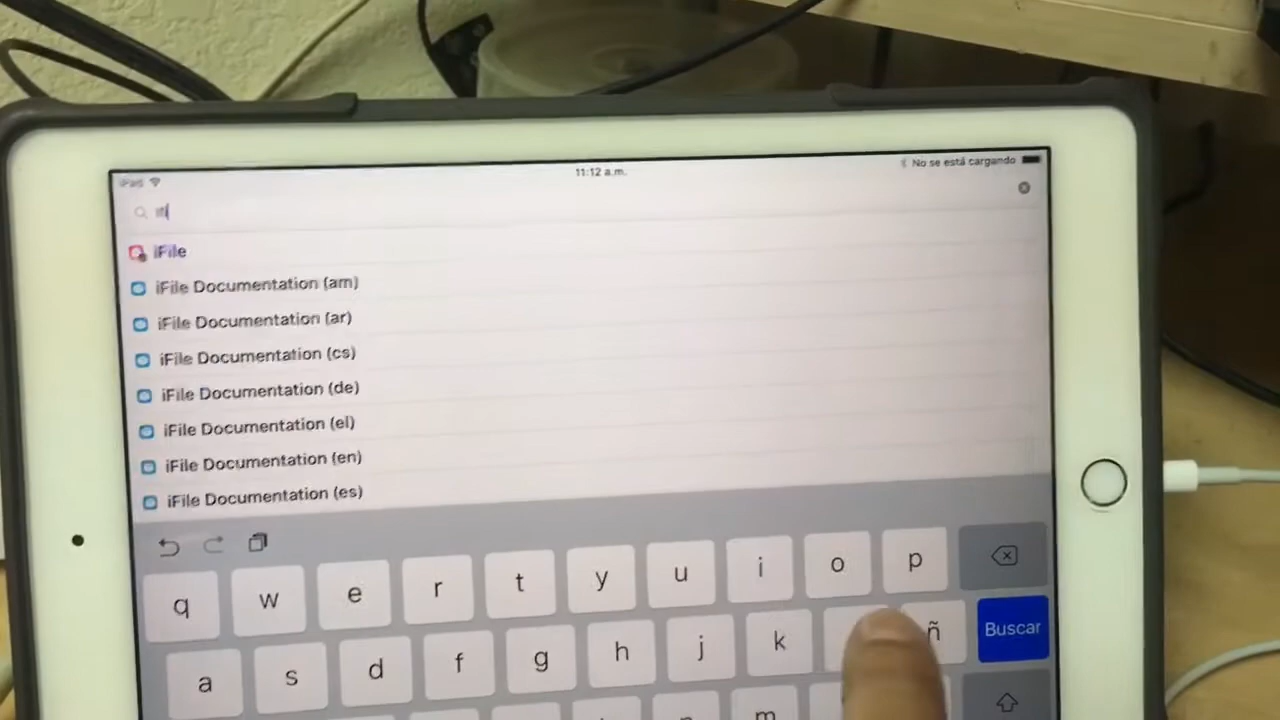 iPad
11:12 a.m.
No se está cargando
ifi
iFile
iFile Documentation (am)
iFile Documentation (ar)
iFile Documentation (cs)
iFile Documentation (de)
iFile Documentation (el)
iFile Documentation (en)
iFile Documentation (es)
q w e r t y u i o p
a s d f g h j k ñ Buscar
m